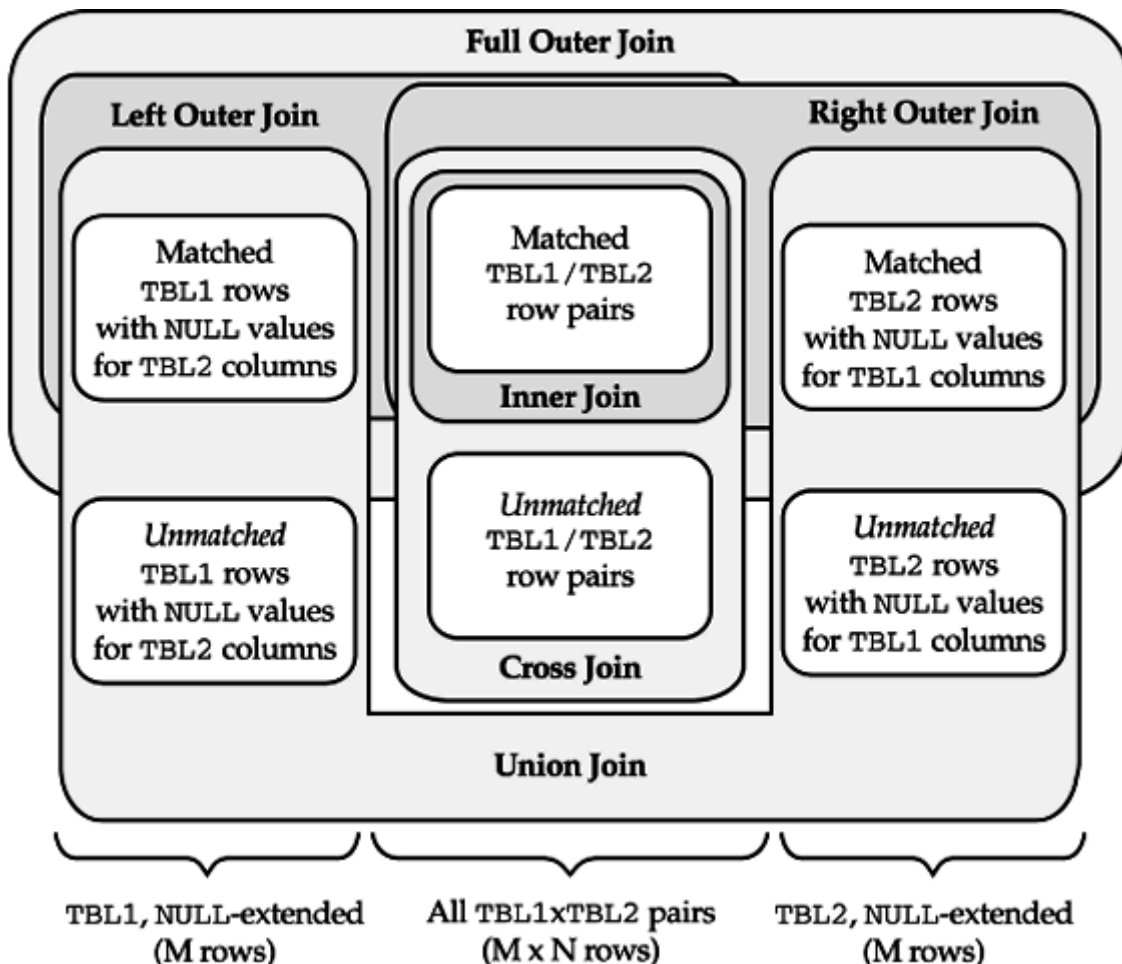 Full Outer Join
Left Outer Join
Right Outer Join
Matched
TBL1 rows
with NULL values
for TBL2 columns
Matched
TBL1/TBL2
row pairs
Inner Join
Matched
TBL2 rows
with NULL values
for TBL1 columns
Unmatched
TBL1 rows
with NULL values
for TBL2 columns
Unmatched
TBL1/TBL2
row pairs
Cross Join
Unmatched
TBL2 rows
with NULL values
for TBL1 columns
Union Join
TBL1, NULL-extended
(M rows)
All TBL1xTBL2 pairs
(M x N rows)
TBL2, NULL-extended
(M rows)